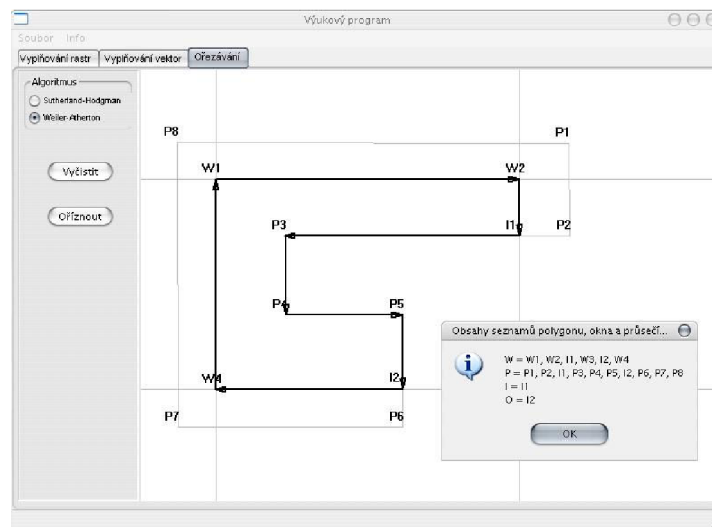 Výukový program
Soubor Info
Vyplňování rastr Vyplňování vektor Ořezávání
Algoritmus
Sutherland-Hodgman
Weiler-Atherton
Vyčistit
Oříznout
P8 P1
W1 W2
P3 I1 P2
P4 P5
W4 I2
P7 P6
Obsahy seznamů polygonu, okna a průsečí...
W = W1, W2, I1, W3, I2, W4
P = P1, P2, I1, P3, P4, P5, I2, P6, P7, P8
I = I1
O = I2
OK